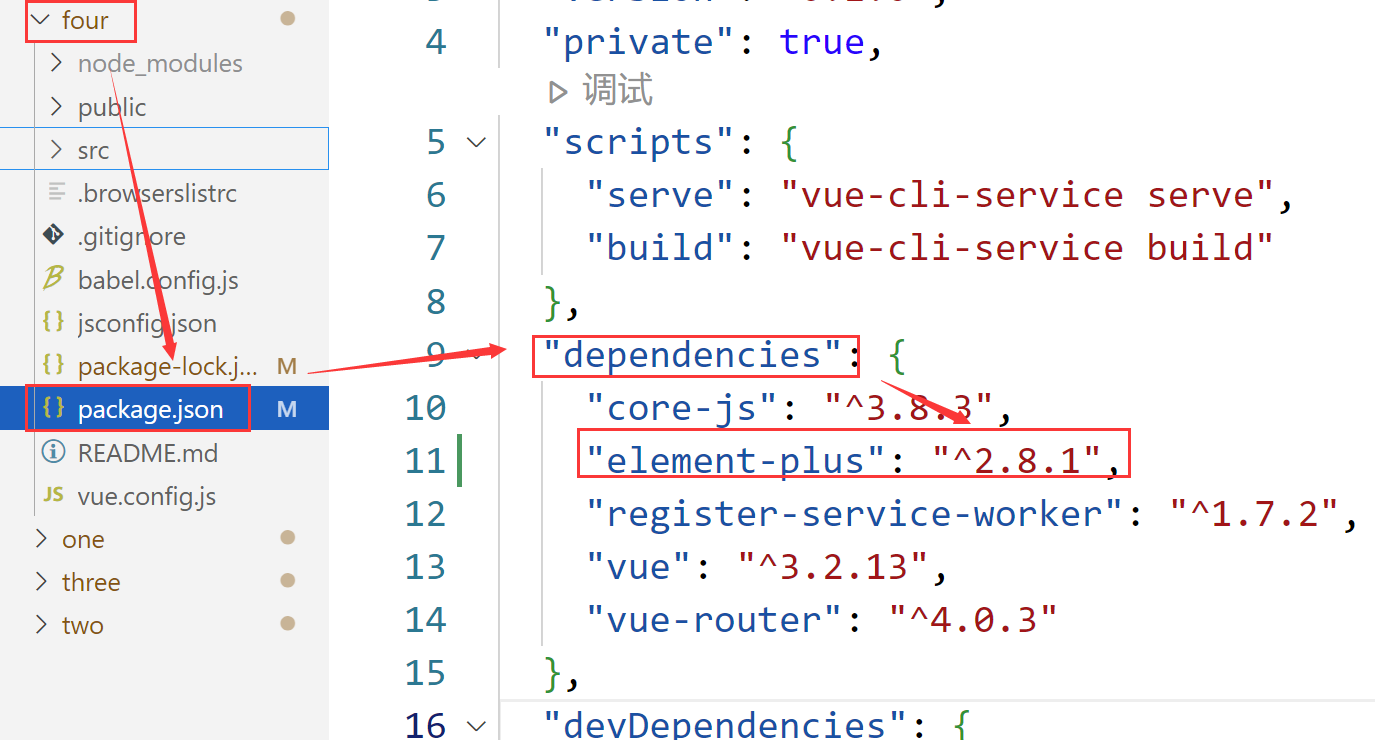 four
node_modules
public
src
.browserslistrc
.gitignore
babel.config.js
jsconfig.json
package-lock.j... M
package.json M
README.md
vue.config.js
one
three
two
4 "private": true,
调试
5 "scripts": {
6 "serve": "vue-cli-service serve",
7 "build": "vue-cli-service build"
8 },
9 "dependencies": {
10 "core-js": "^3.8.3",
11 "element-plus": "^2.8.1",
12 "register-service-worker": "^1.7.2",
13 "vue": "^3.2.13",
14 "vue-router": "^4.0.3"
15 },
16 "devDependencies": {